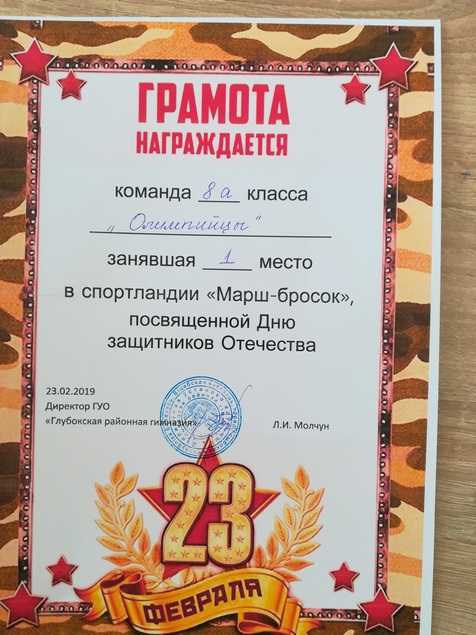 ГРАМОТА
НАГРАЖДАЕТСЯ
команда 8 а класса
„Олимпийцы"
занявшая 1 место
в спортландии «Марш-бросок»,
посвященной Дню
защитников Отечества
23.02.2019
Директор ГУО
«Глубокская районная гимназия»
Л.И. Молчун
23
ФЕВРАЛЯ